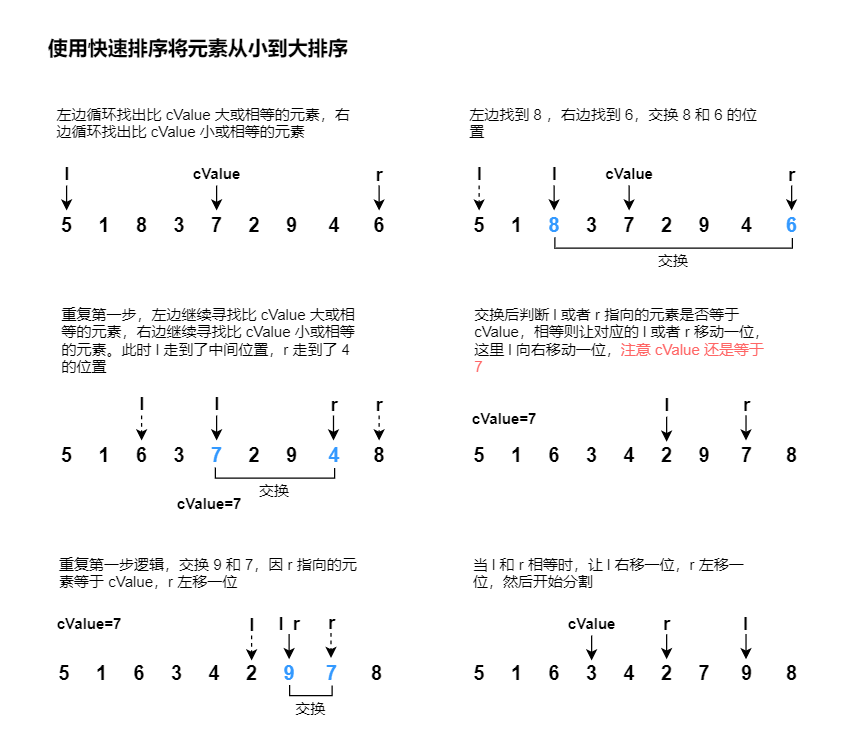 使用快速排序将元素从小到大排序
左边循环找出比 cValue 大或相等的元素，右
边循环找出比 cValue 小或相等的元素
l cValue r
5 1 8 3 7 2 9 4 6
左边找到 8 ，右边找到 6，交换 8 和 6 的位
置
l l cValue r
5 1 8 3 7 2 9 4 6
交换
重复第一步，左边继续寻找比 cValue 大或相
等的元素，右边继续寻找比 cValue 小或相等
的元素。此时 l 走到了中间位置，r 走到了 4
的位置
l l r r
5 1 6 3 7 2 9 4 8
交换
cValue=7
交换后判断 l 或者 r 指向的元素是否等于
cValue，相等则让对应的 l 或者 r 移动一位，
这里 l 向右移动一位，注意 cValue 还是等于
7
l r
cValue=7
5 1 6 3 4 2 9 7 8
重复第一步逻辑，交换 9 和 7，因 r 指向的元
素等于 cValue，r 左移一位
cValue=7 l l r r
5 1 6 3 4 2 9 7 8
交换
当 l 和 r 相等时，让 l 右移一位，r 左移一
位，然后开始分割
cValue r l
5 1 6 3 4 2 7 9 8